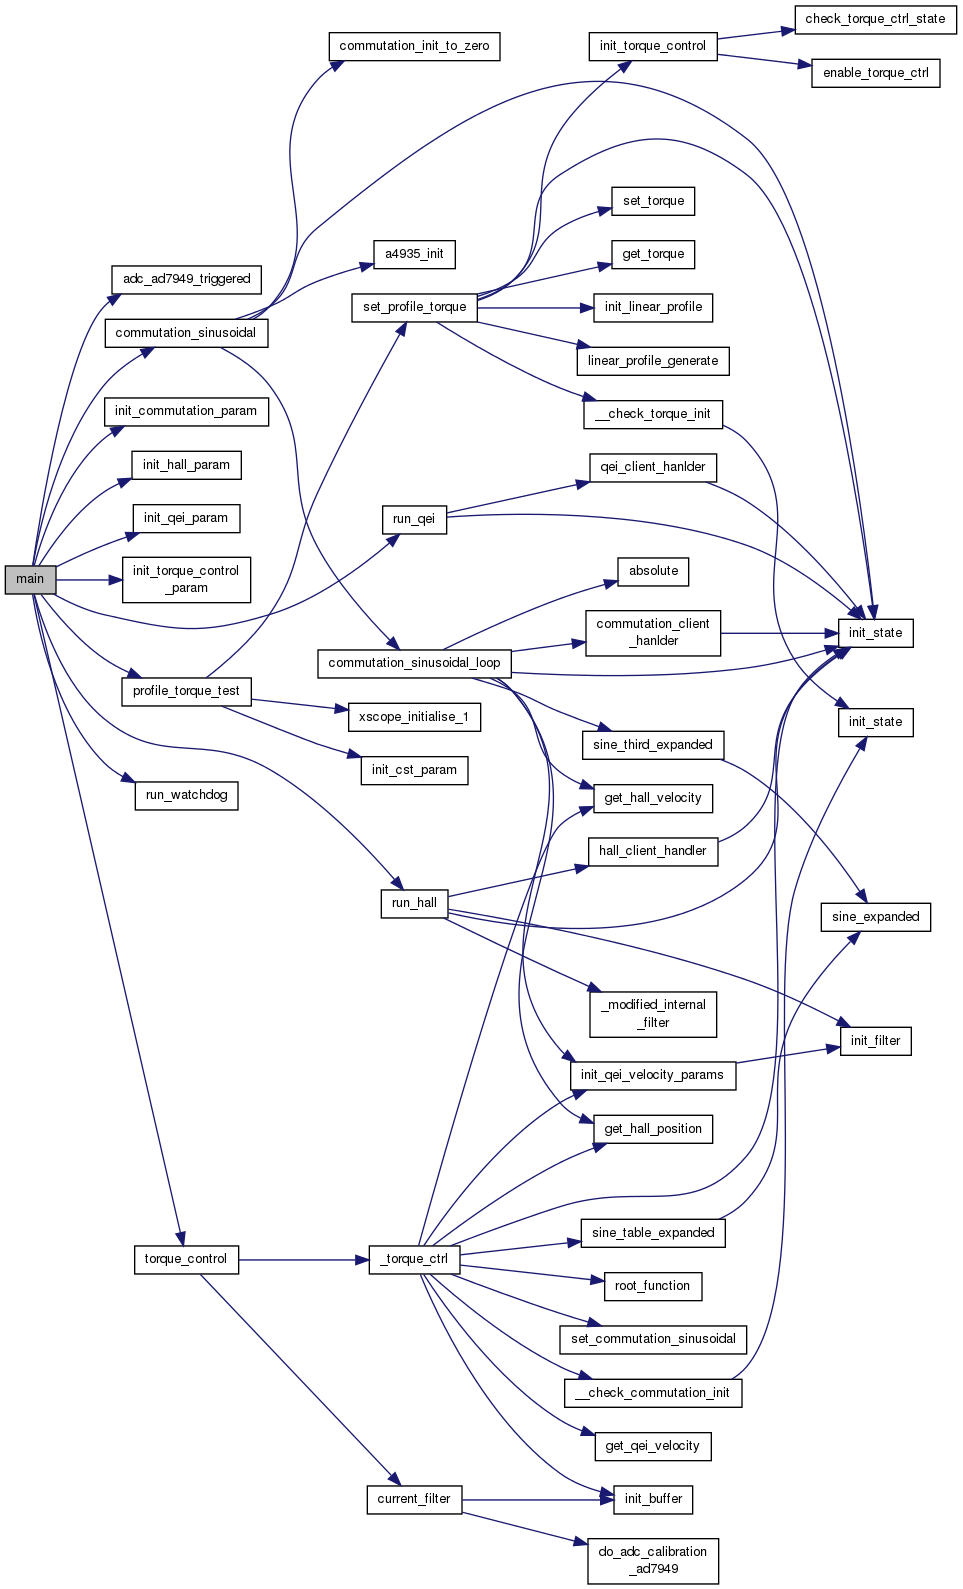 check_torque_ctrl_state
commutation_init_to_zero
init_torque_control
enable_torque_ctrl
set_torque
a4935_init
get_torque
adc_ad7949_triggered
set_profile_torque
init_linear_profile
commutation_sinusoidal
linear_profile_generate
init_commutation_param
__check_torque_init
init_hall_param
qei_client_hanlder
init_qei_param
run_qei
main
init_torque_control
_param
absolute
commutation_client
_hanlder
init_state
commutation_sinusoidal_loop
profile_torque_test
xscope_initialise_1
init_state
sine_third_expanded
init_cst_param
run_watchdog
get_hall_velocity
hall_client_handler
run_hall
sine_expanded
_modified_internal
_filter
init_filter
init_qei_velocity_params
get_hall_position
sine_table_expanded
torque_control
_torque_ctrl
root_function
set_commutation_sinusoidal
__check_commutation_init
get_qei_velocity
current_filter
init_buffer
do_adc_calibration
_ad7949